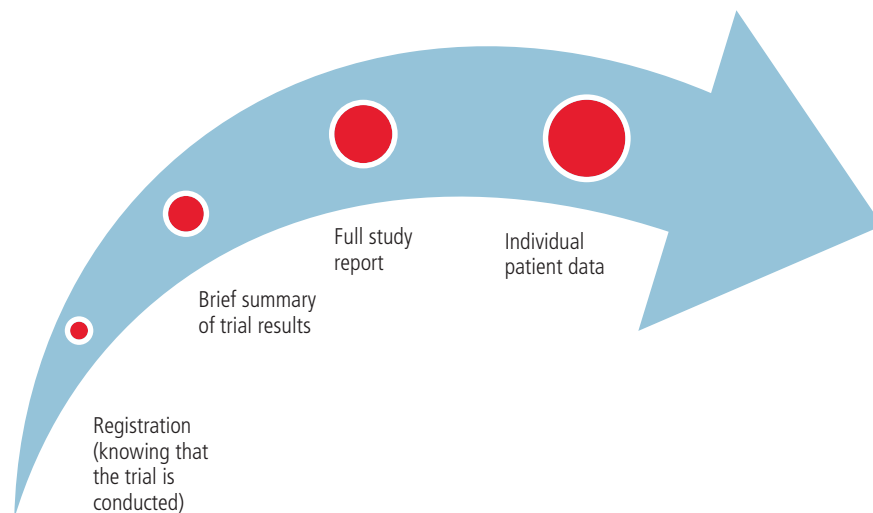 Registration
(knowing that
the trial is
conducted)
Brief summary
of trial results
Full study
report
Individual
patient data